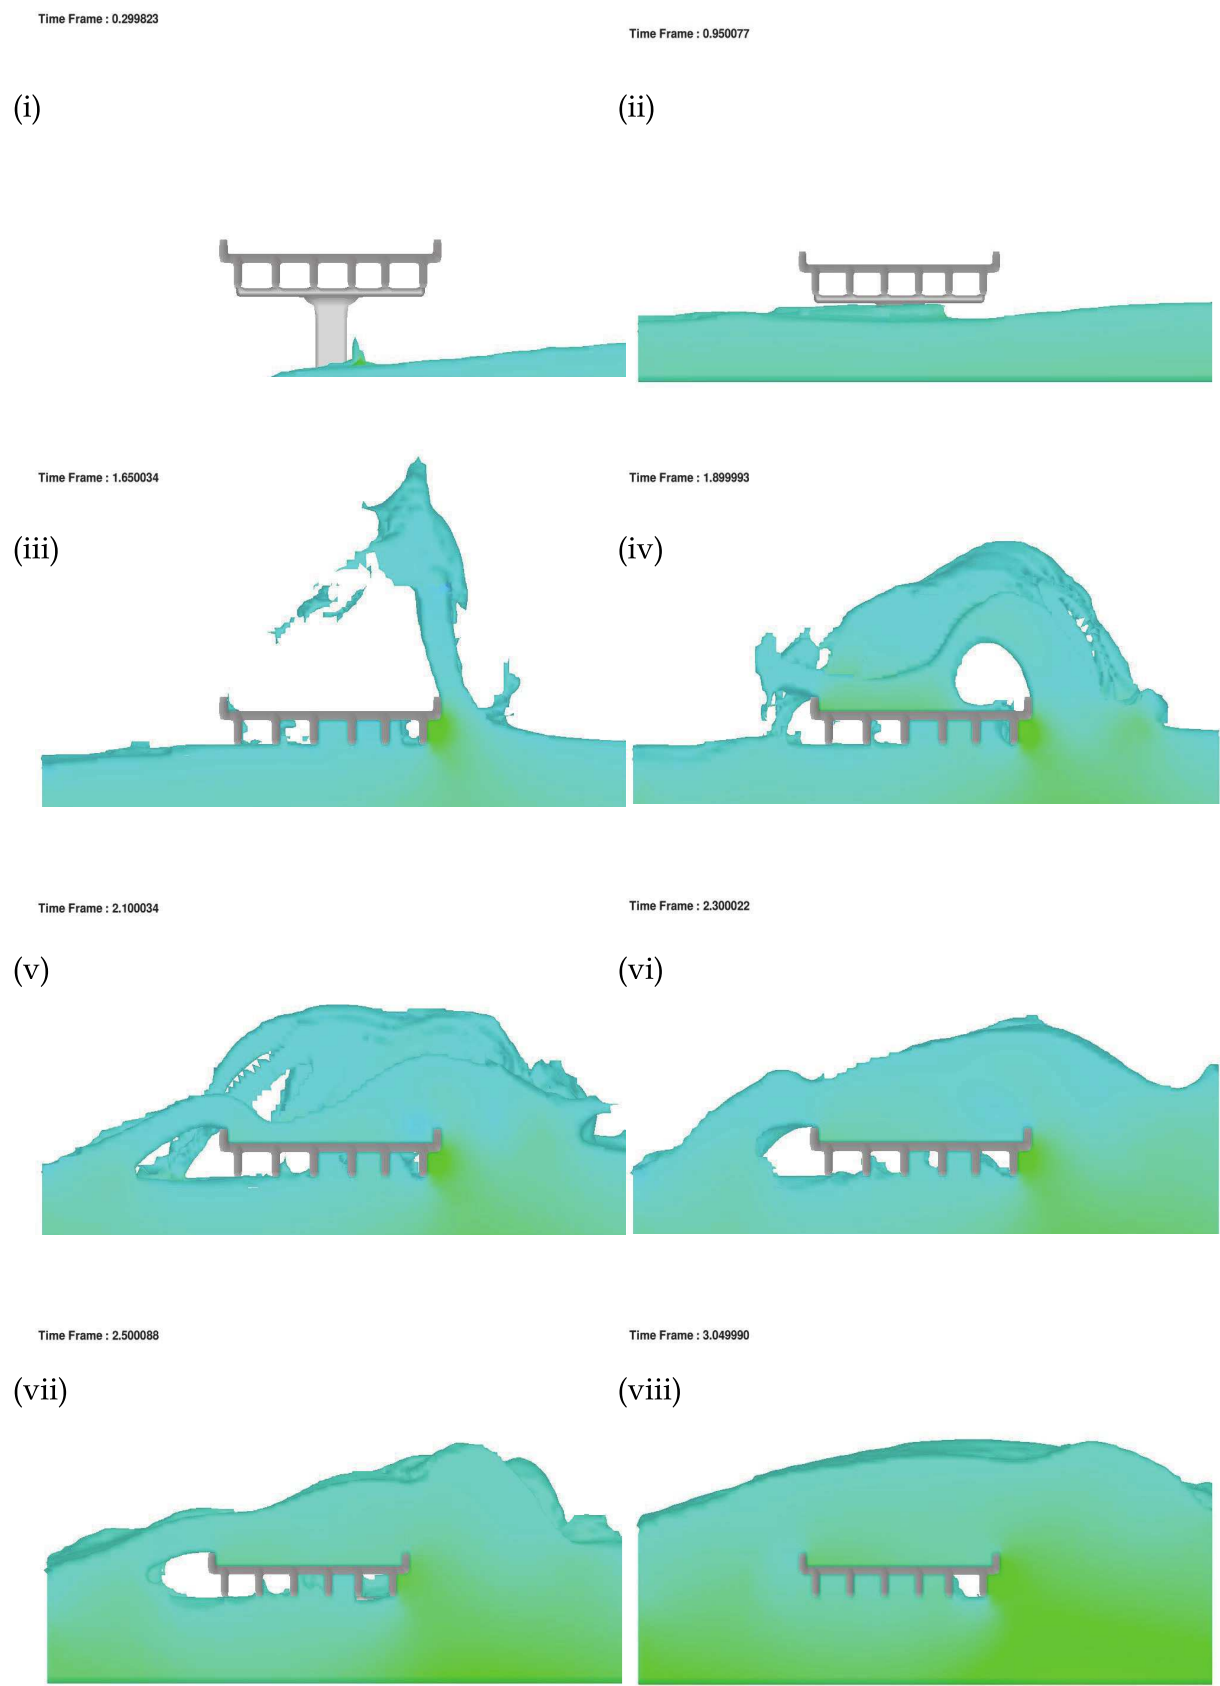 Time Frame : 0.299823
Time Frame : 0.950077
(i)
(ii)
Time Frame : 1.650034
Time Frame : 1.899993
(iii)
(iv)
Time Frame : 2.100034
Time Frame : 2.300022
(v)
(vi)
Time Frame : 2.500088
Time Frame : 3.049990
(vii)
(viii)